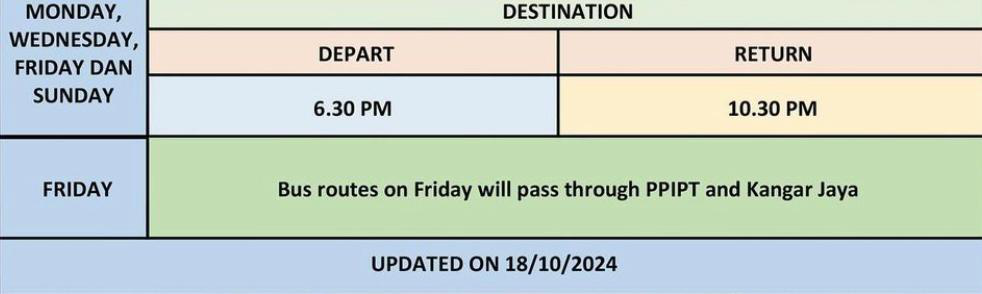 MONDAY,
WEDNESDAY,
FRIDAY DAN
SUNDAY
DESTINATION
DEPART
RETURN
6.30 PM
10.30 PM
FRIDAY
Bus routes on Friday will pass through PPIPT and Kangar Jaya
UPDATED ON 18/10/2024